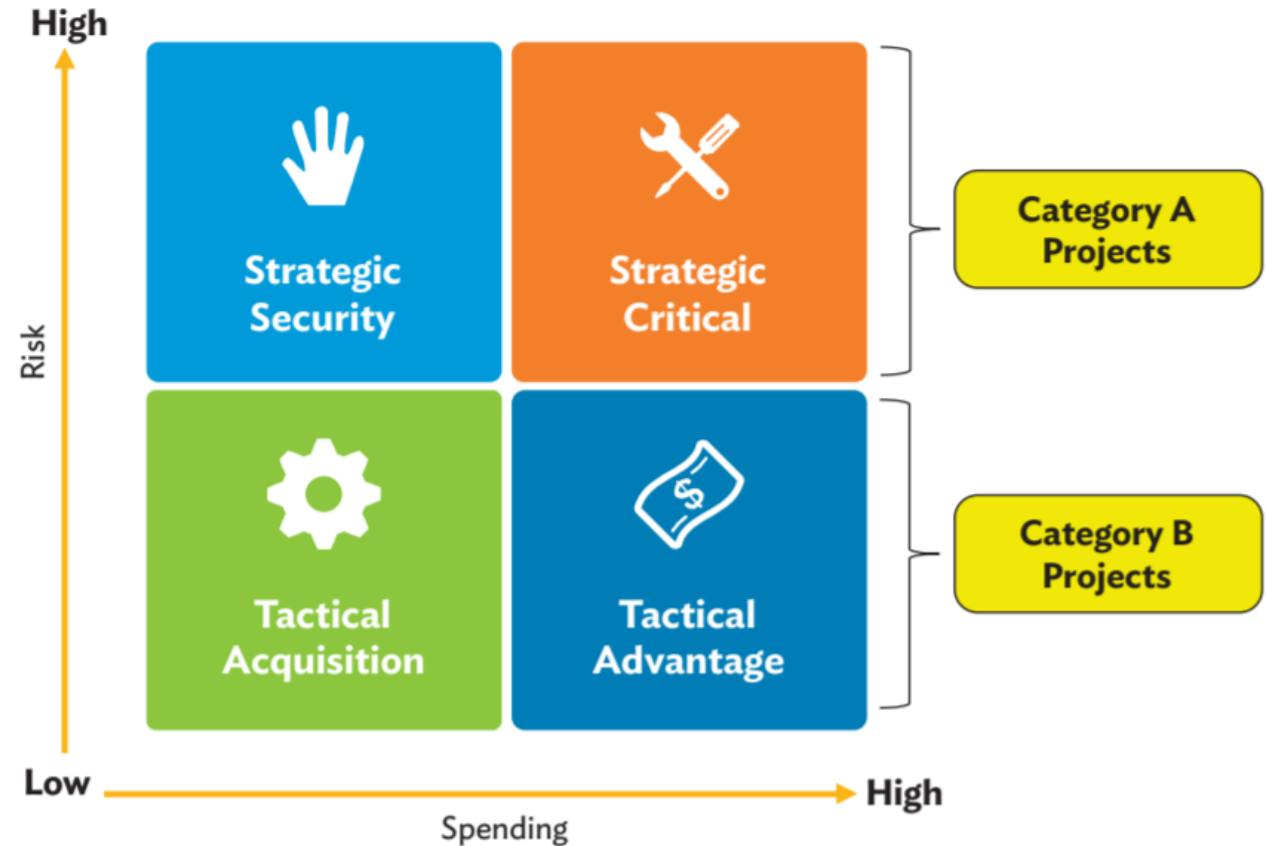 High
Strategic
Security
Strategic
Critical
Category A
Projects
Risk
Tactical
Acquisition
$
Tactical
Advantage
Category B
Projects
Low
High
Spending